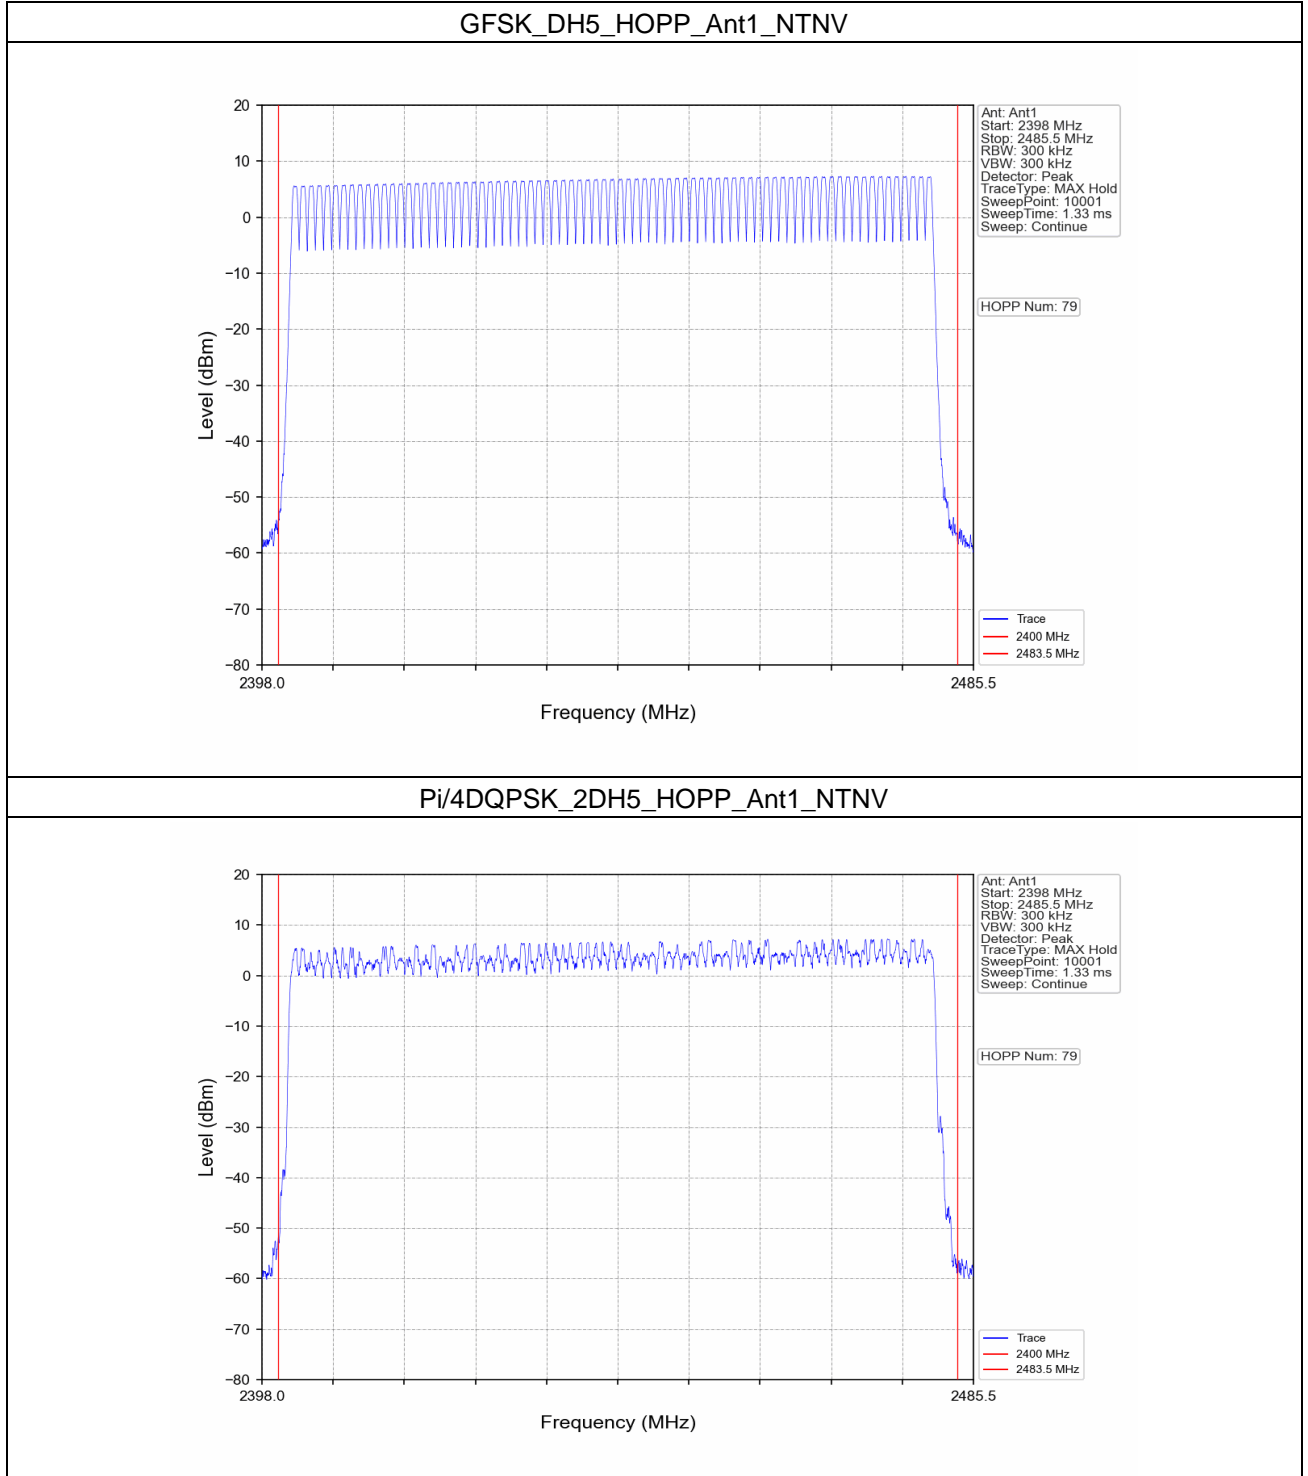 GFSK_DH5_HOPP_Ant1_NTNV
20
10
0
−10
−20
−30
−40
−50
−60
−70
−80
Level (dBm)
2398.0
2485.5
Frequency (MHz)
Ant: Ant1
Start: 2398 MHz
Stop: 2485.5 MHz
RBW: 300 kHz
VBW: 300 kHz
Detector: Peak
TraceType: MAX Hold
SweepPoint: 10001
SweepTime: 1.33 ms
Sweep: Continue
HOPP Num: 79
Trace
2400 MHz
2483.5 MHz
Pi/4DQPSK_2DH5_HOPP_Ant1_NTNV
20
10
0
−10
−20
−30
−40
−50
−60
−70
−80
Level (dBm)
2398.0
2485.5
Frequency (MHz)
Ant: Ant1
Start: 2398 MHz
Stop: 2485.5 MHz
RBW: 300 kHz
VBW: 300 kHz
Detector: Peak
TraceType: MAX Hold
SweepPoint: 10001
SweepTime: 1.33 ms
Sweep: Continue
HOPP Num: 79
Trace
2400 MHz
2483.5 MHz